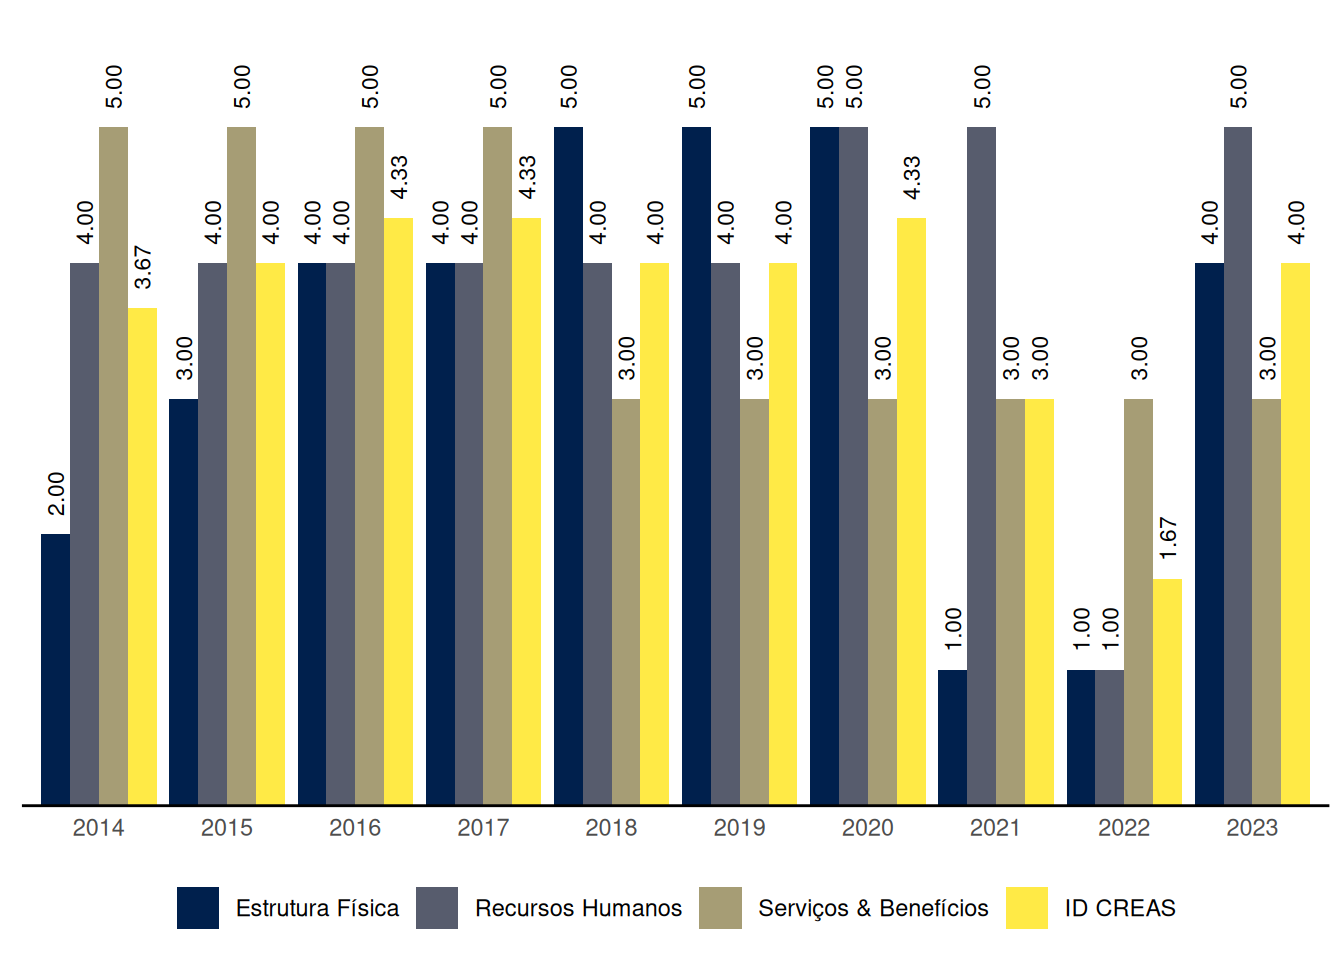 5.00 5.00 5.00 5.00 5.00 5.00 5.00 5.00 5.00 5.00
4.33 4.33 4.33
4.00 4.00 4.00 4.00 4.00 4.00 4.00 4.00 4.00 4.00 4.00 4.00 4.00 4.00
3.67
3.00 3.00 3.00 3.00 3.00 3.00 3.00 3.00
2.00
1.67
1.00 1.00 1.00
2014 2015 2016 2017 2018 2019 2020 2021 2022 2023
Estrutura Física Recursos Humanos Serviços & Benefícios ID CREAS